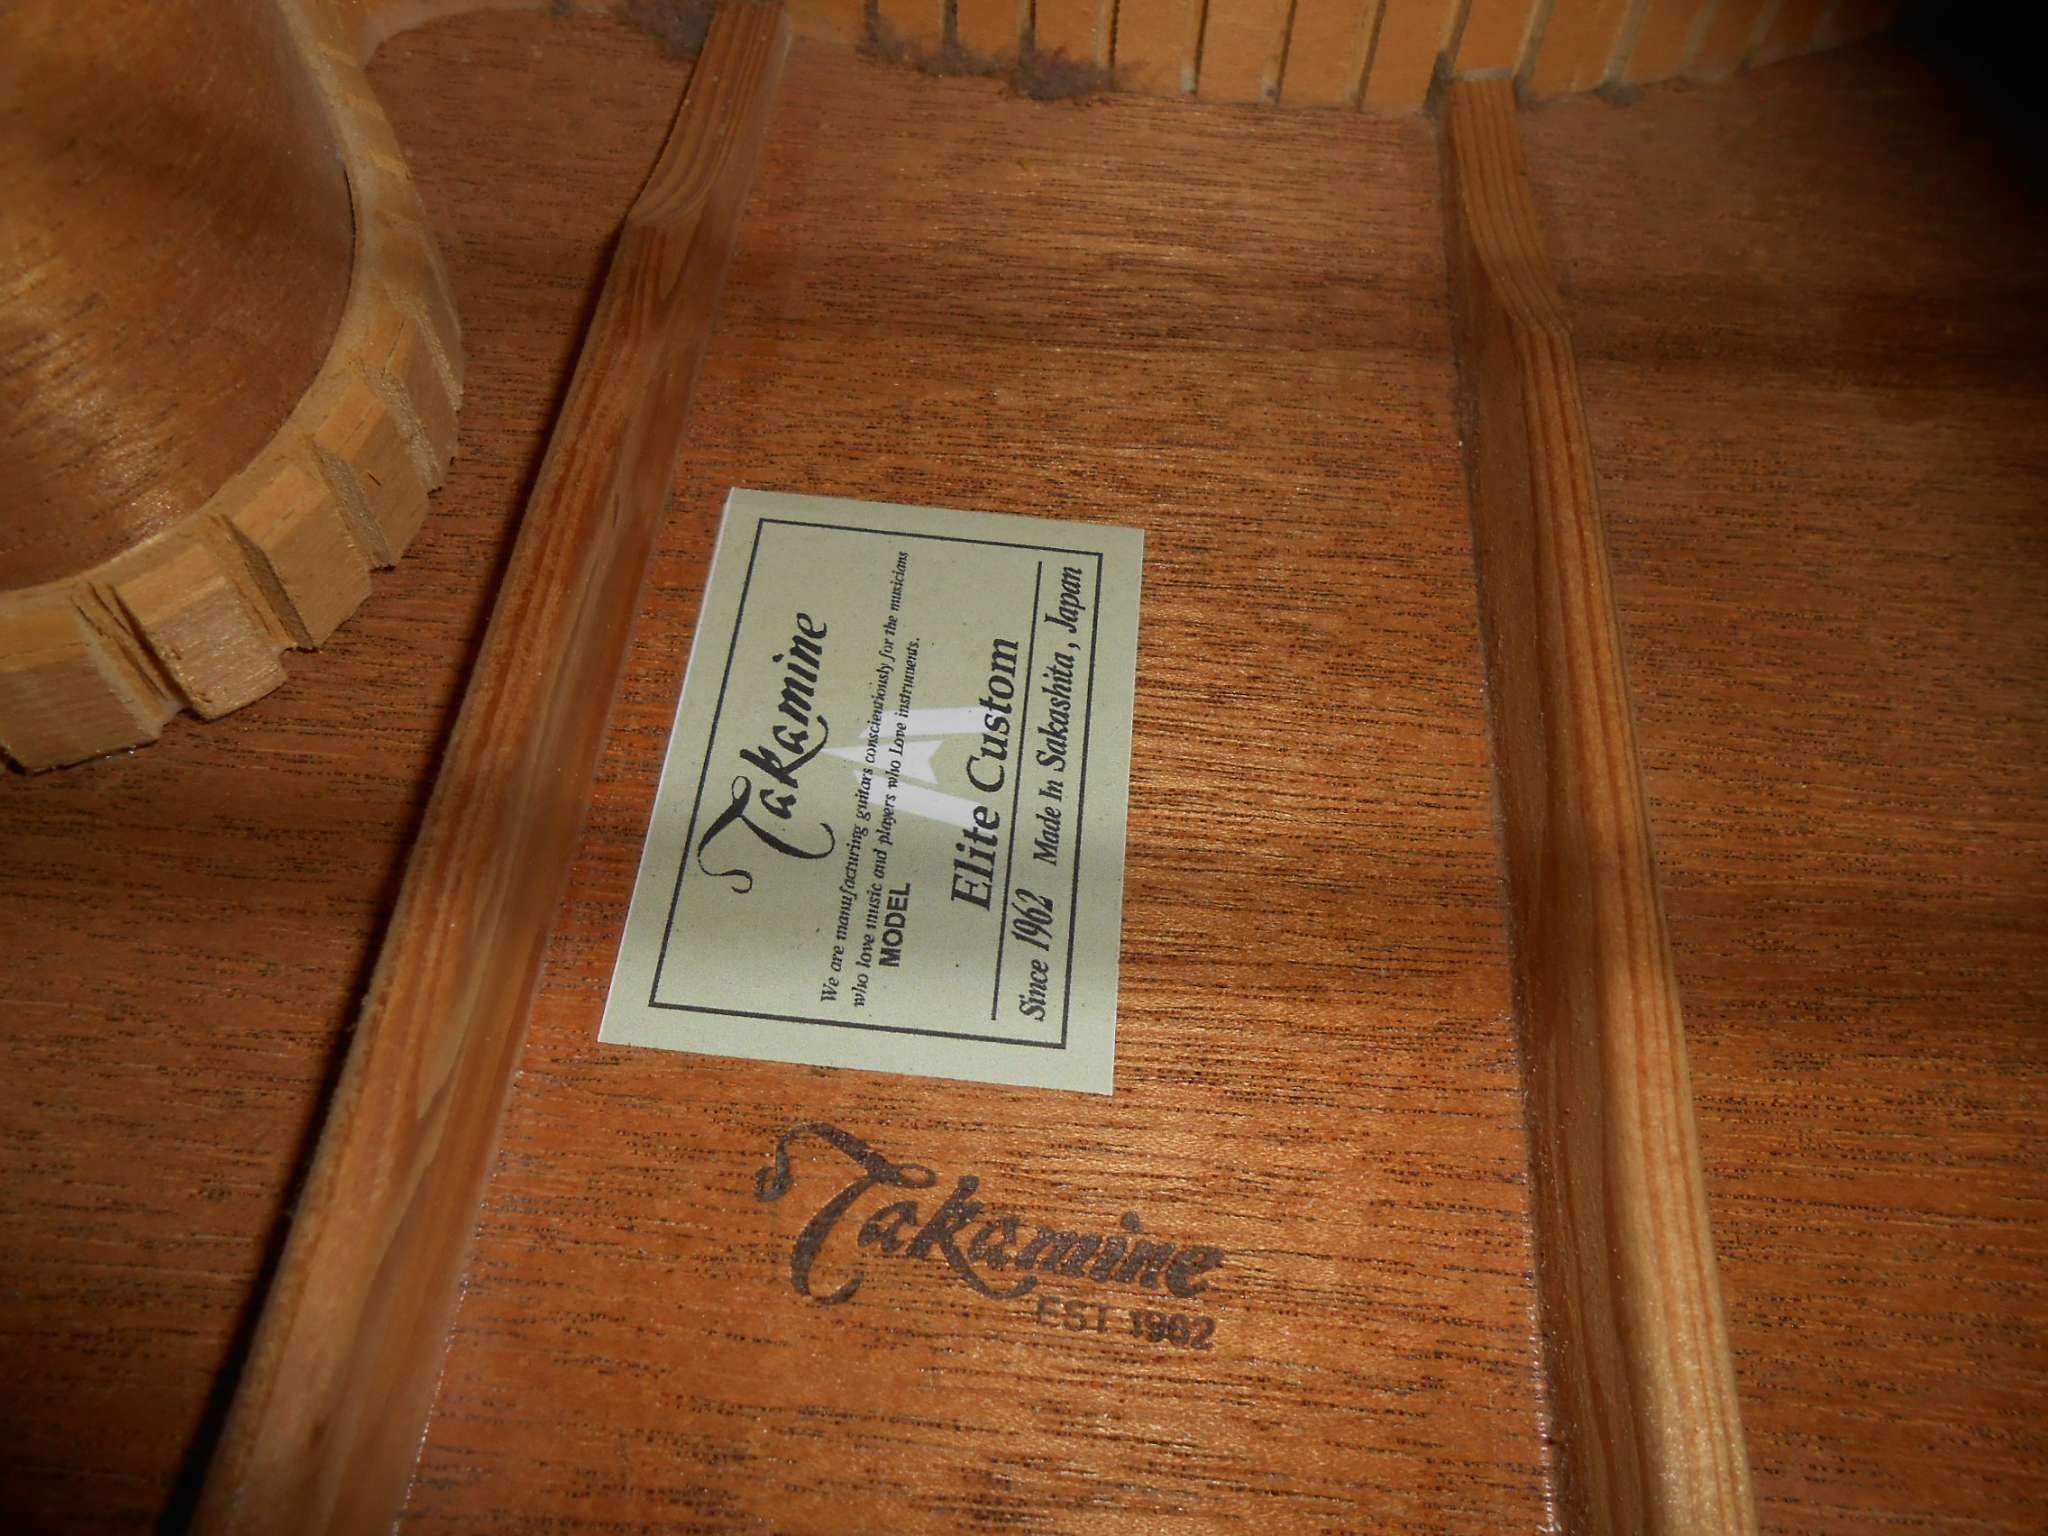 Takamine
We are manufacturing guitars conscientiously for the musicians
who love music and players who Love instruments.
MODEL
Elite Custom
Since 1962 Made In Sakashita, Japan
Takamine
EST 1962